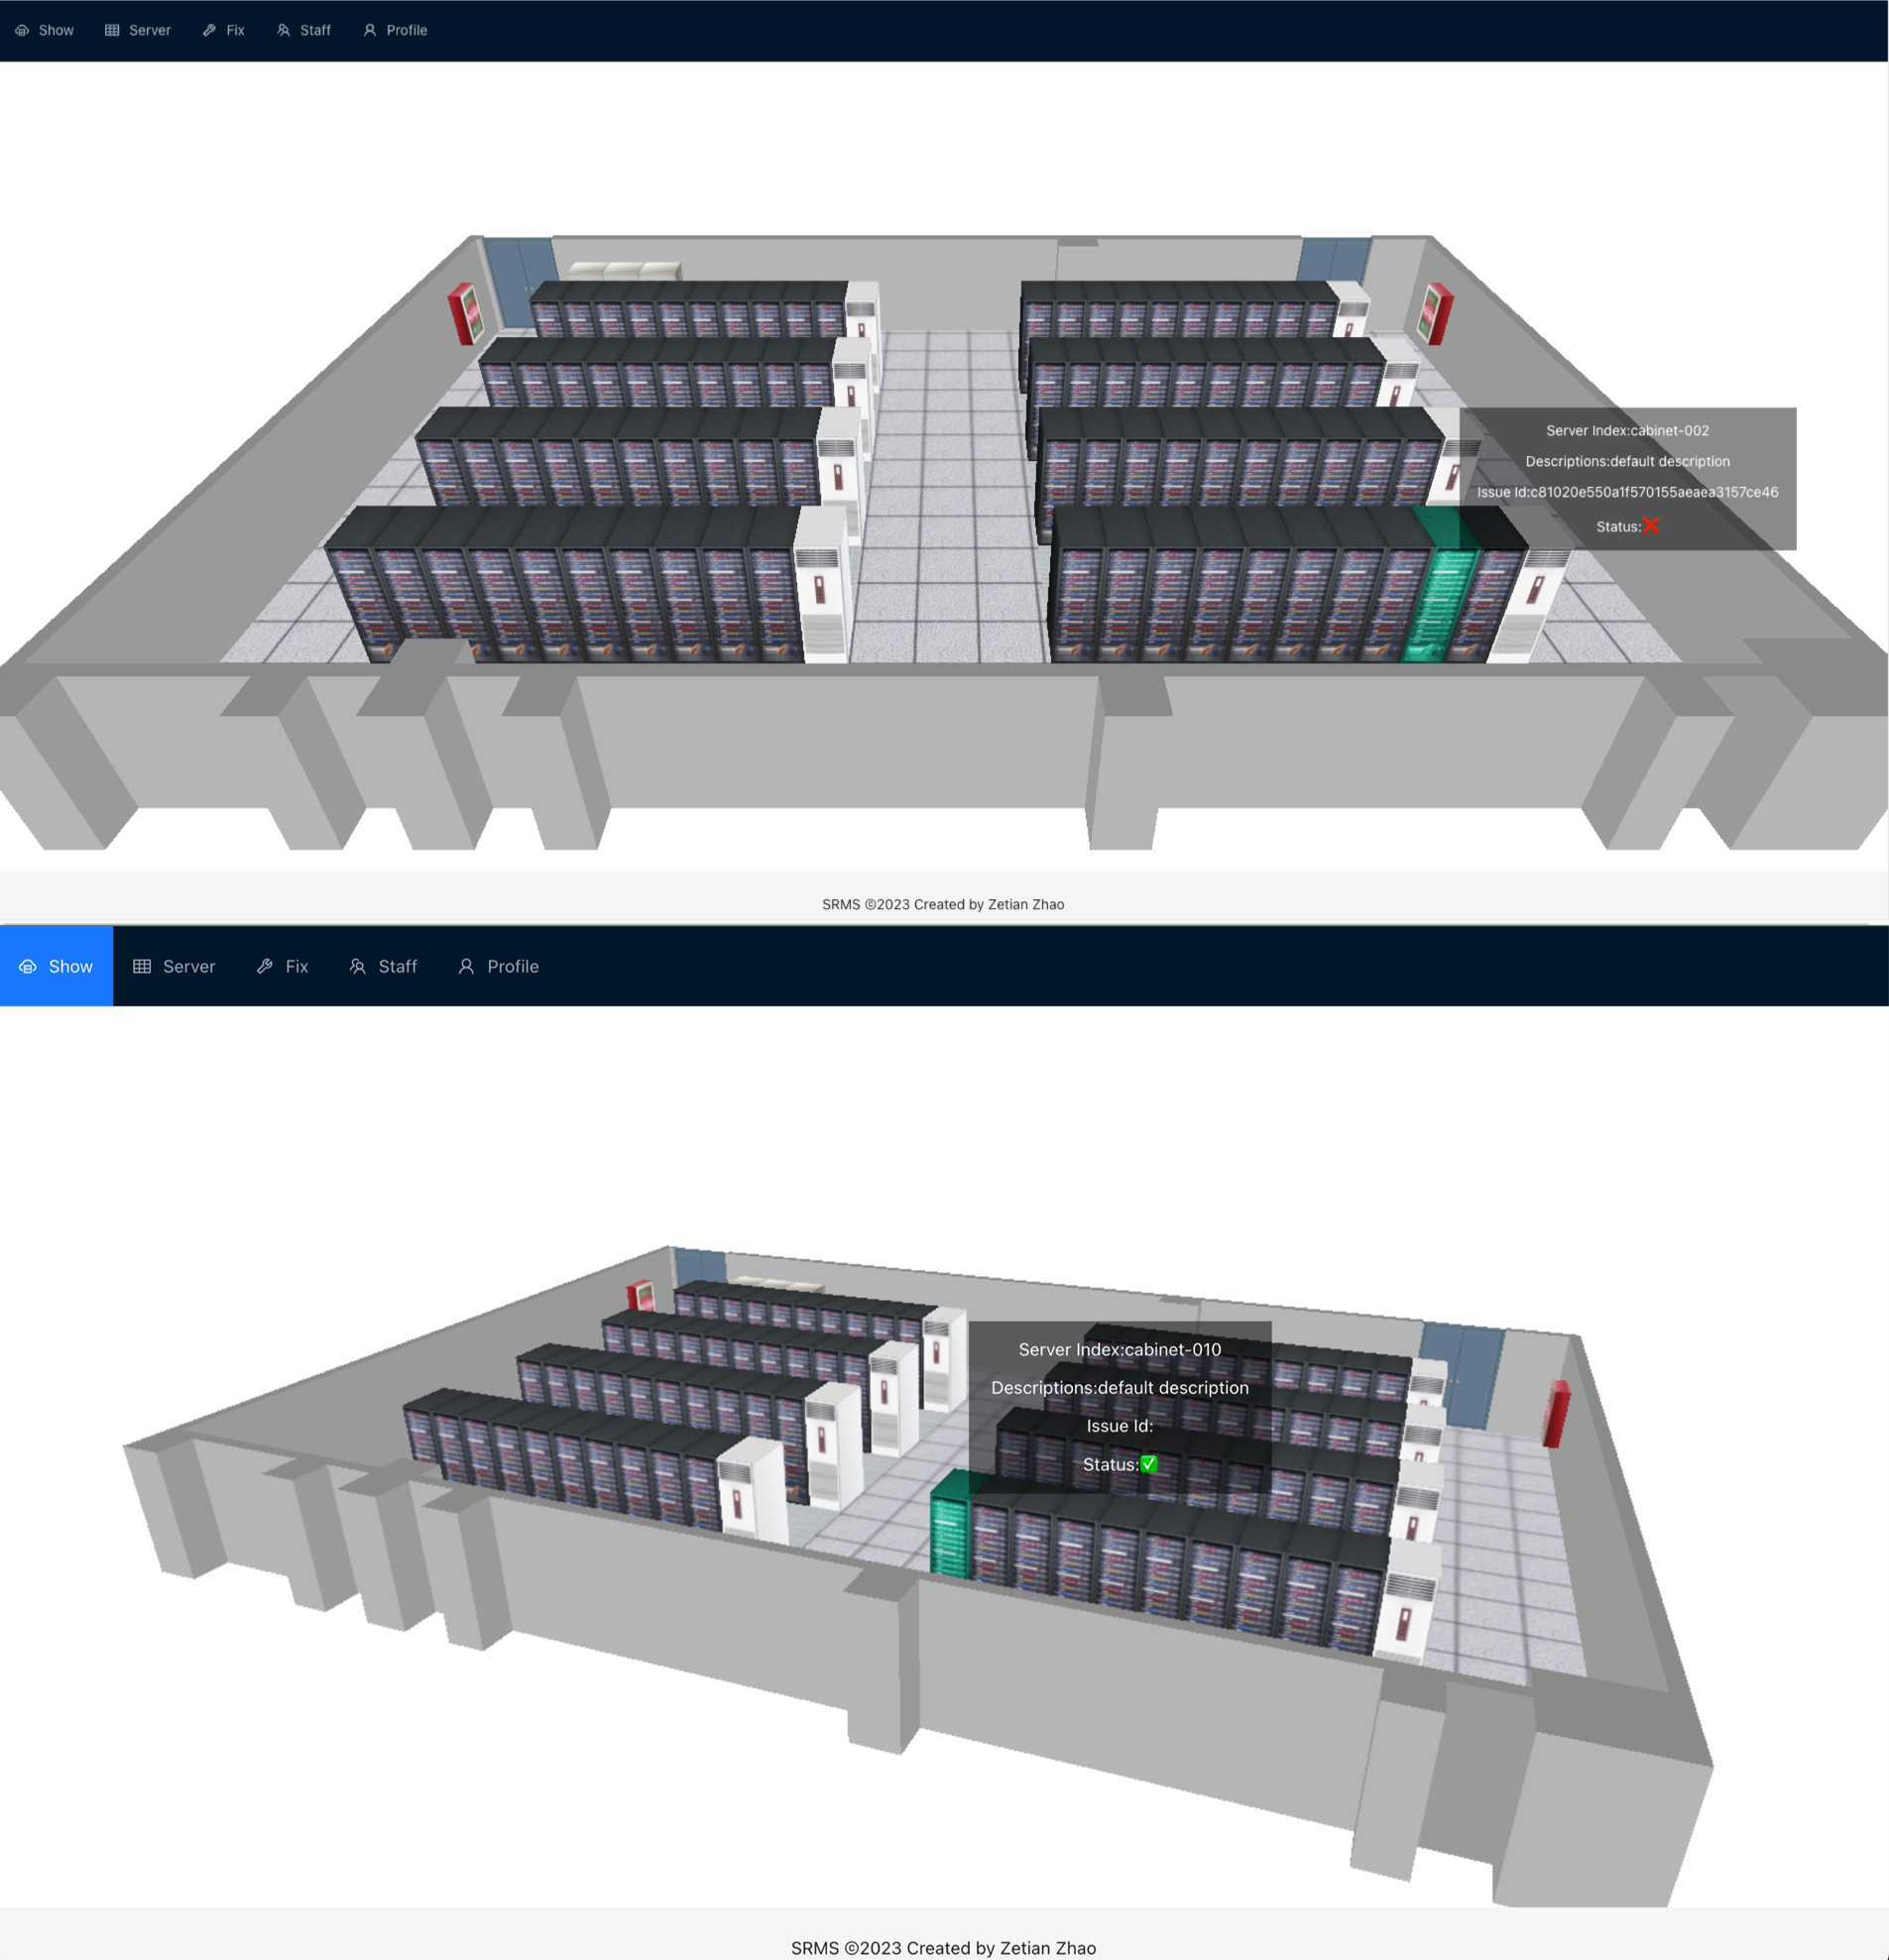 Show Server Fix Staff Profile
Server Index:cabinet-002
Descriptions:default description
Issue Id:c81020e550a1f570155aeaea3157ce46
Status:❌
SRMS ©2023 Created by Zetian Zhao
Show Server Fix Staff Profile
Server Index:cabinet-010
Descriptions:default description
Issue Id:
Status:✅
SRMS ©2023 Created by Zetian Zhao